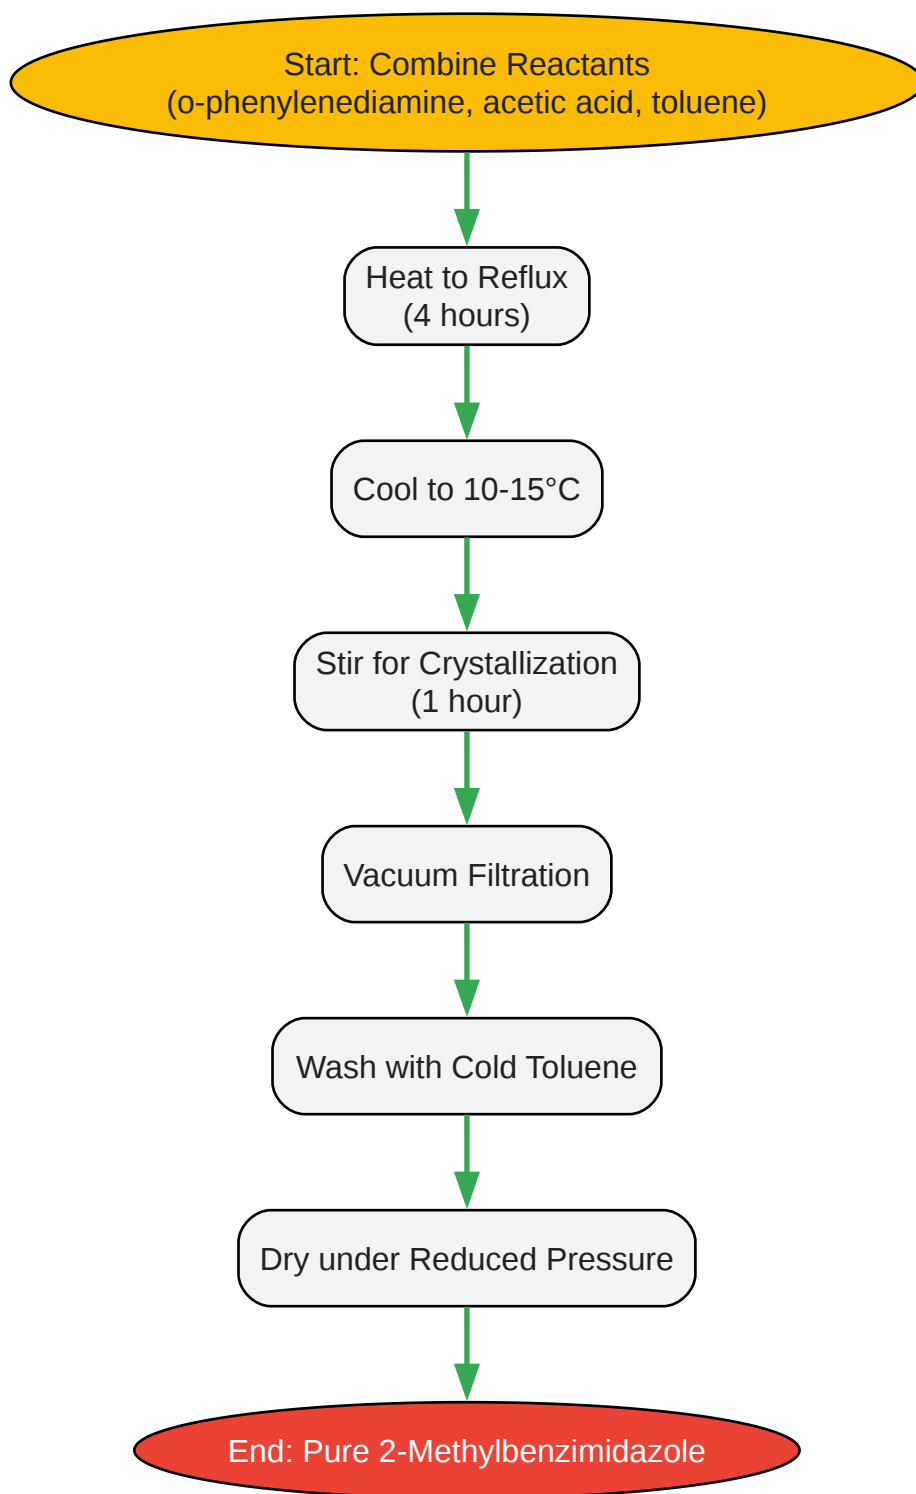 Start: Combine Reactants
(o-phenylenediamine, acetic acid, toluene)
Heat to Reflux
(4 hours)
Cool to 10-15°C
Stir for Crystallization
(1 hour)
Vacuum Filtration
Wash with Cold Toluene
Dry under Reduced Pressure
End: Pure 2-Methylbenzimidazole